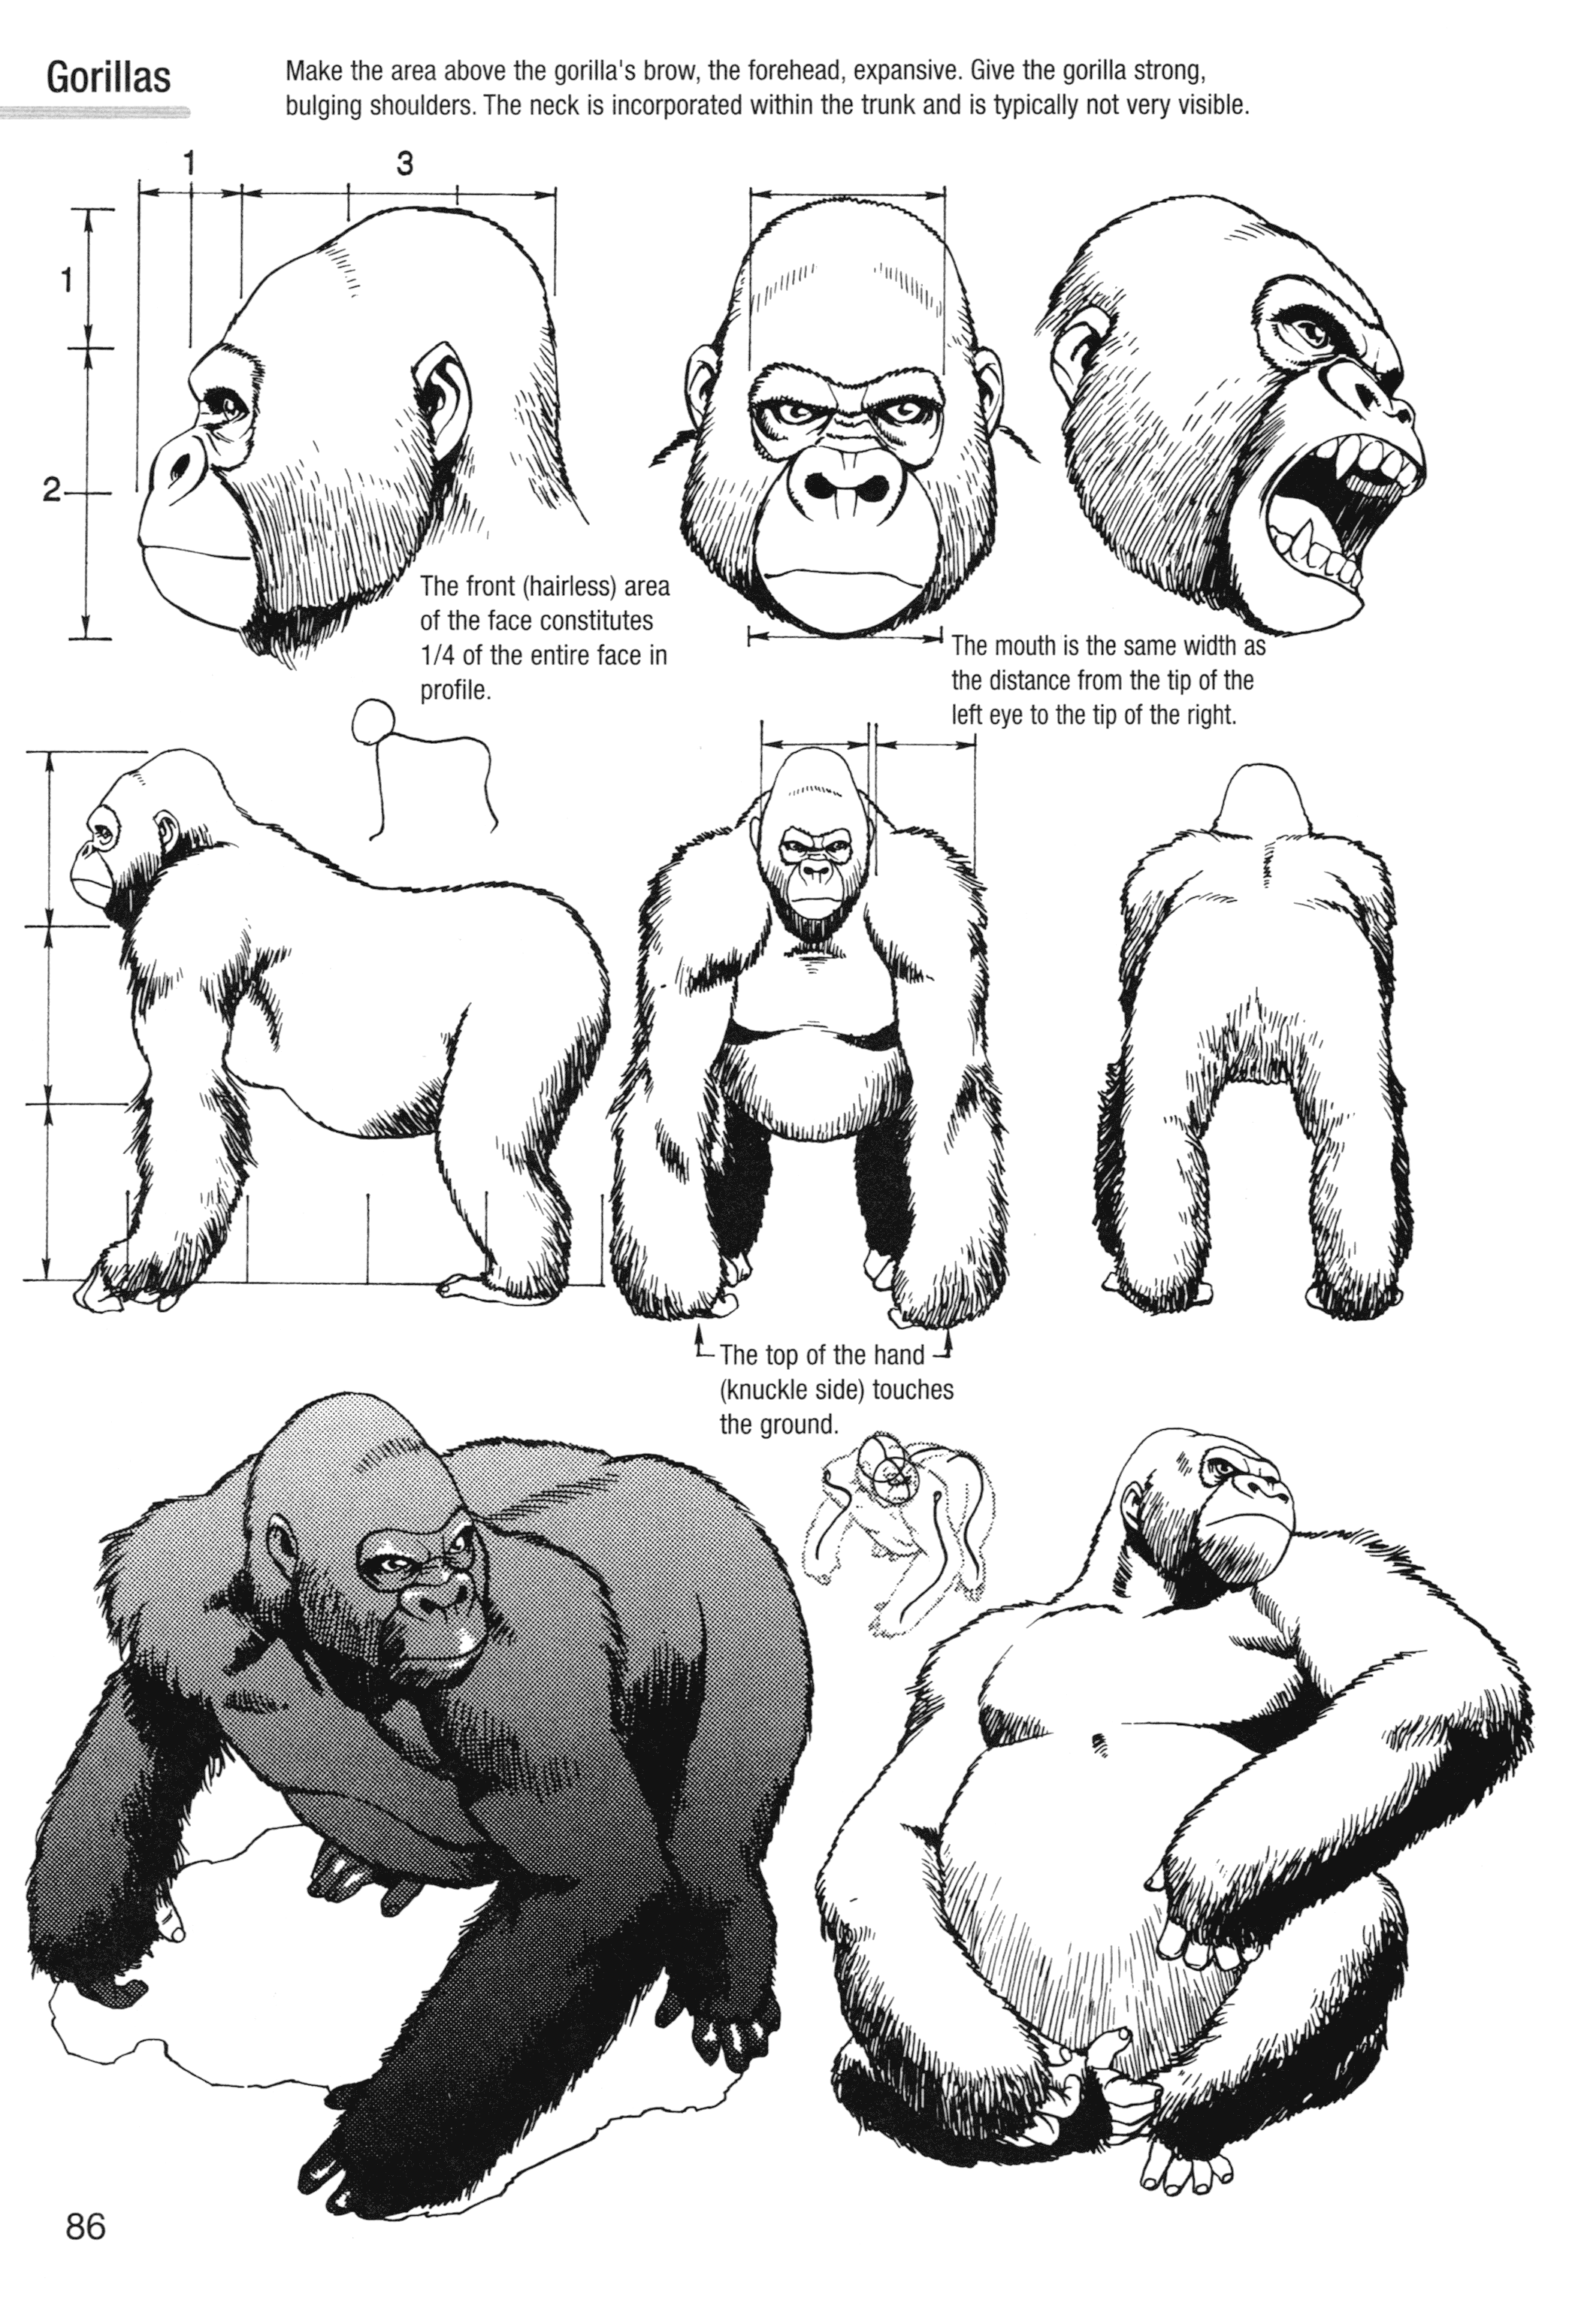 Gorillas
Make the area above the gorilla's brow, the forehead, expansive. Give the gorilla strong,
bulging shoulders. The neck is incorporated within the trunk and is typically not very visible.
1
3
1
2
The front (hairless) area
of the face constitutes
1/4 of the entire face in
profile.
The mouth is the same width as
the distance from the tip of the
left eye to the tip of the right.
The top of the hand
(knuckle side) touches
the ground.
86